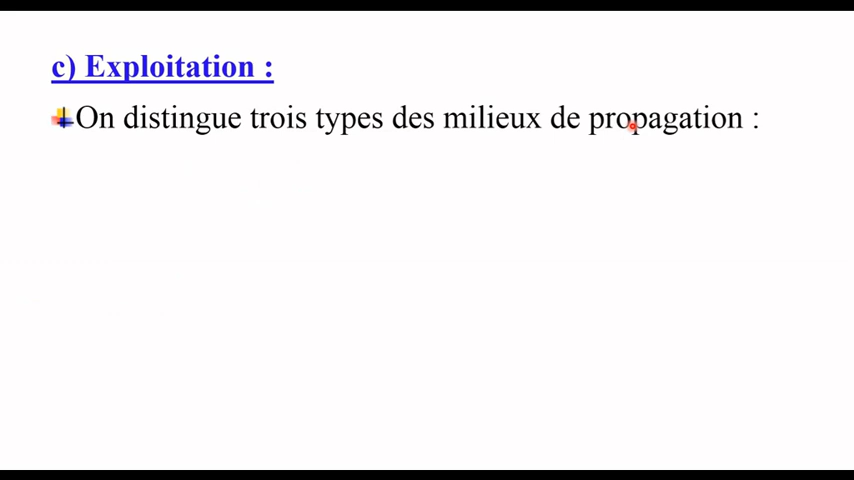 c) Exploitation :
On distingue trois types des milieux de propagation :